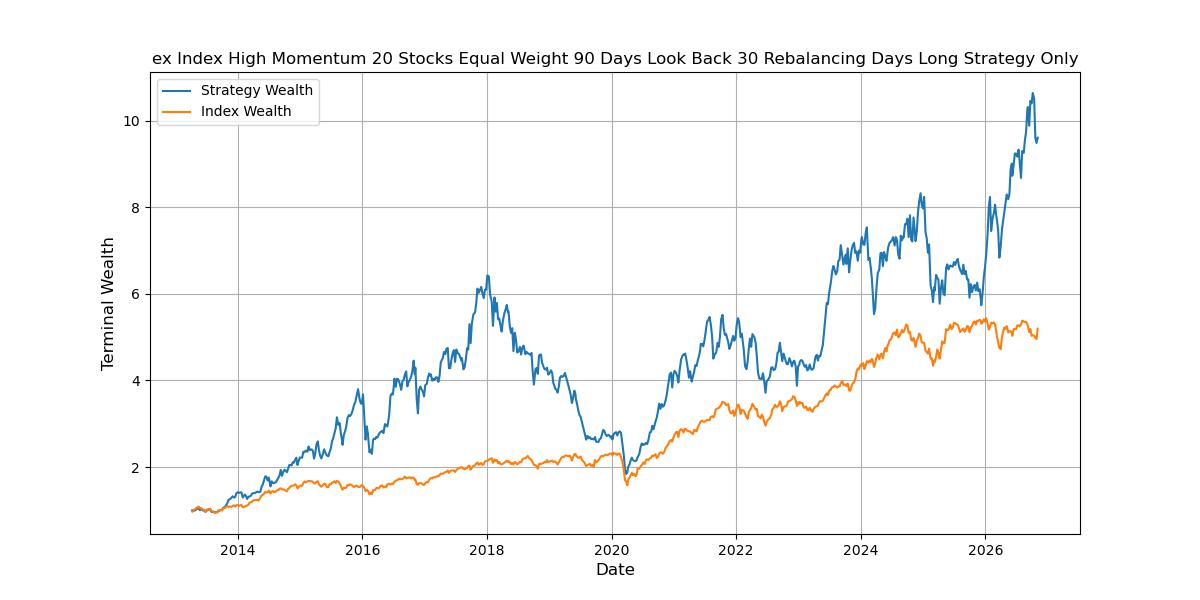 ex Index High Momentum 20 Stocks Equal Weight 90 Days Look Back 30 Rebalancing Days Long Strategy Only
Strategy Wealth
Index Wealth
Terminal Wealth
10
8
6
4
2
2014 2016 2018 2020 2022 2024 2026
Date